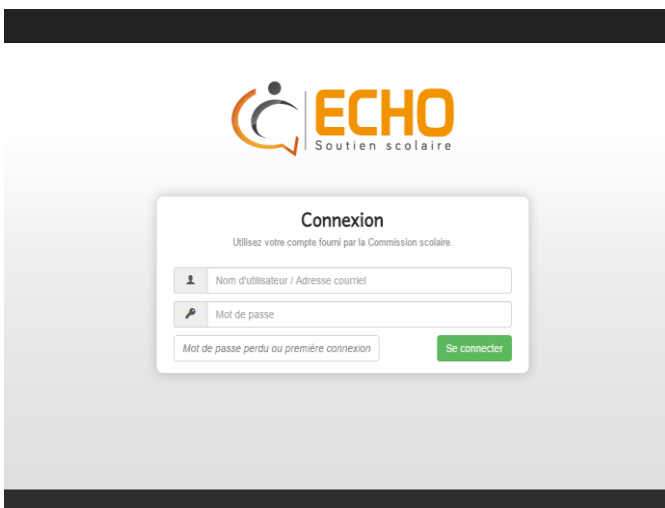 ECHO
Soutien scolaire
Connexion
Utilisez votre compte fourni par la Commission scolaire.
Nom d'utilisateur / Adresse courriel
Mot de passe
Mot de passe perdu ou première connexion
Se connecter